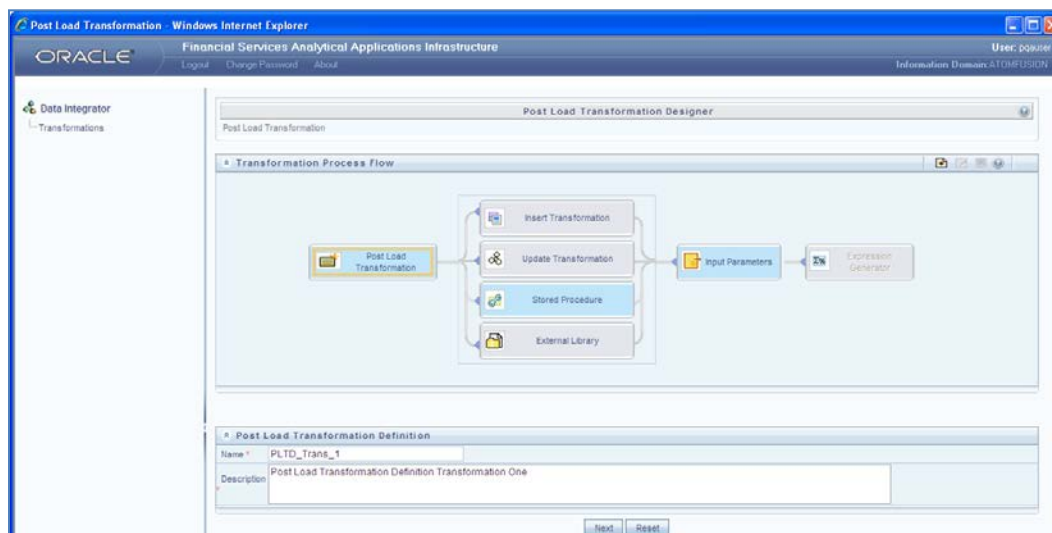 Post Load Transformation - Windows Internet Explorer
ORACLE
Financial Services Analytical Applications Infrastructure
User: pqauser
Logout Change Password About
Information Domain:ATOMFUSION
Data Integrator
Transformations
Post Load Transformation Designer
Post Load Transformation
Transformation Process Flow
Insert Transformation
Post Load
Transformation
Update Transformation
Input Parameters
Expression
Generator
Stored Procedure
External Library
Post Load Transformation Definition
Name * PLTD_Trans_1
Description * Post Load Transformation Definition Transformation One
Next Reset